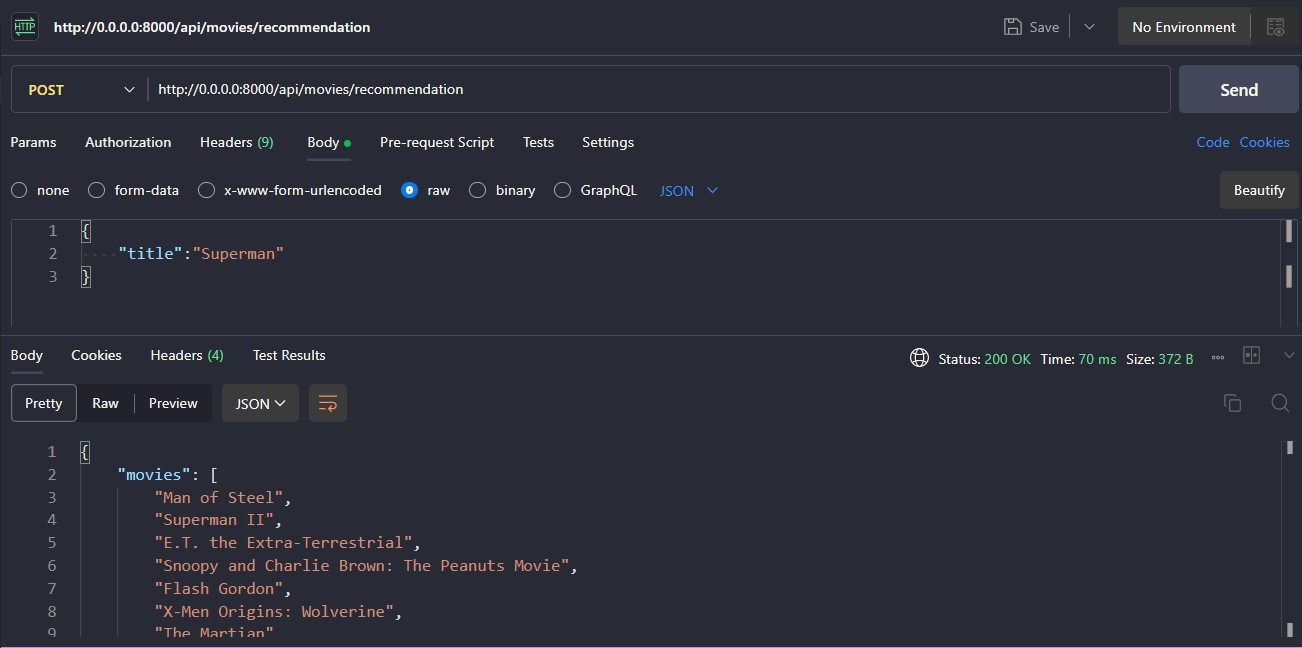 HTTP http://0.0.0.0:8000/api/movies/recommendation Save No Environment
POST http://0.0.0.0:8000/api/movies/recommendation Send
Params Authorization Headers (9) Body Pre-request Script Tests Settings Code Cookies
none form-data x-www-form-urlencoded raw binary GraphQL JSON Beautify
1 {
2 ····"title":"Superman"
3 }
Body Cookies Headers (4) Test Results Status: 200 OK Time: 70 ms Size: 372 B
Pretty Raw Preview JSON
1 {
2 "movies": [
3 "Man of Steel",
4 "Superman II",
5 "E.T. the Extra-Terrestrial",
6 "Snoopy and Charlie Brown: The Peanuts Movie",
7 "Flash Gordon",
8 "X-Men Origins: Wolverine",
9 "The Martian"